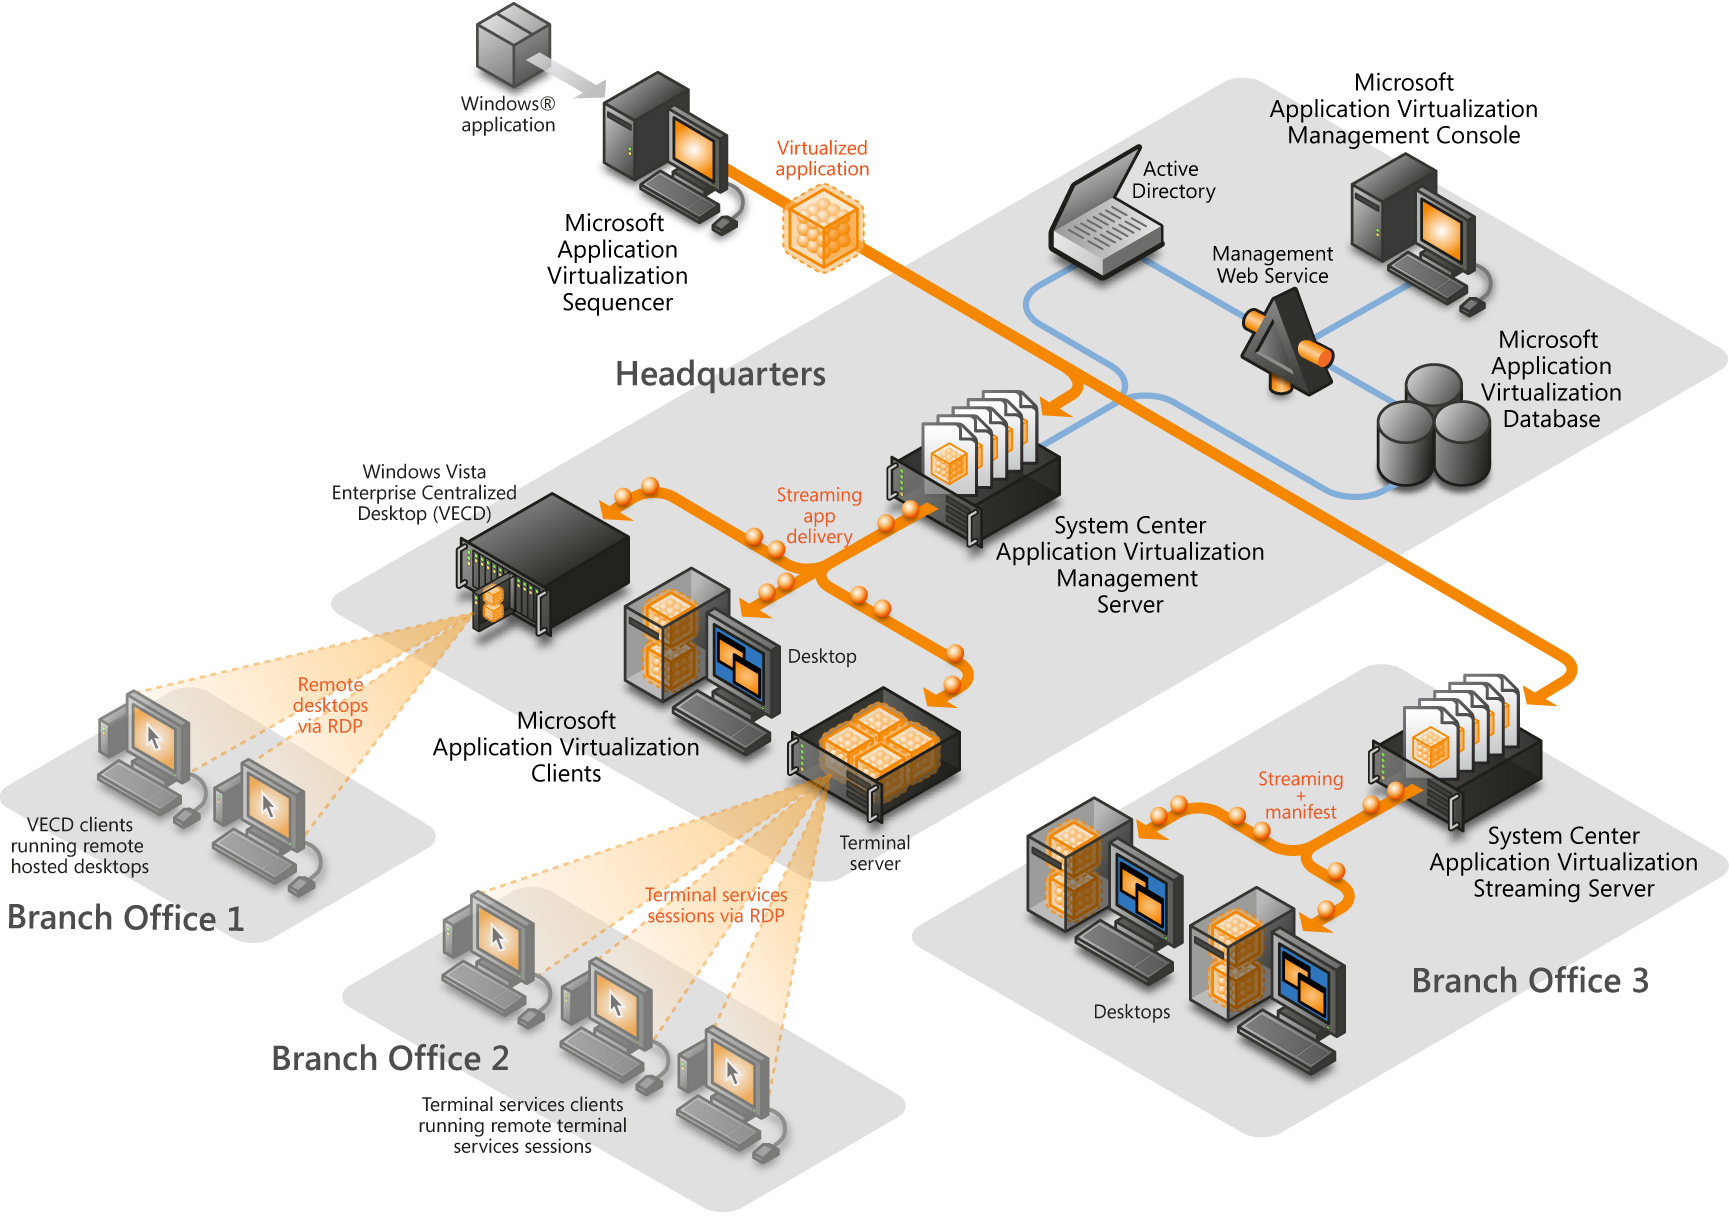 Windows®
application
Microsoft
Application
Virtualization
Sequencer
Virtualized
application
Microsoft
Application Virtualization
Management Console
Active
Directory
Management
Web Service
Microsoft
Application
Virtualization
Database
Headquarters
Windows Vista
Enterprise Centralized
Desktop (VECD)
Streaming
app
delivery
System Center
Application Virtualization
Management
Server
Desktop
Microsoft
Application Virtualization
Clients
Terminal
server
Remote
desktops
via RDP
VECD clients
running remote
hosted desktops
Branch Office 1
Terminal services
sessions via RDP
Branch Office 2
Terminal services clients
running remote terminal
services sessions
Streaming
+
manifest
System Center
Application Virtualization
Streaming Server
Desktops
Branch Office 3